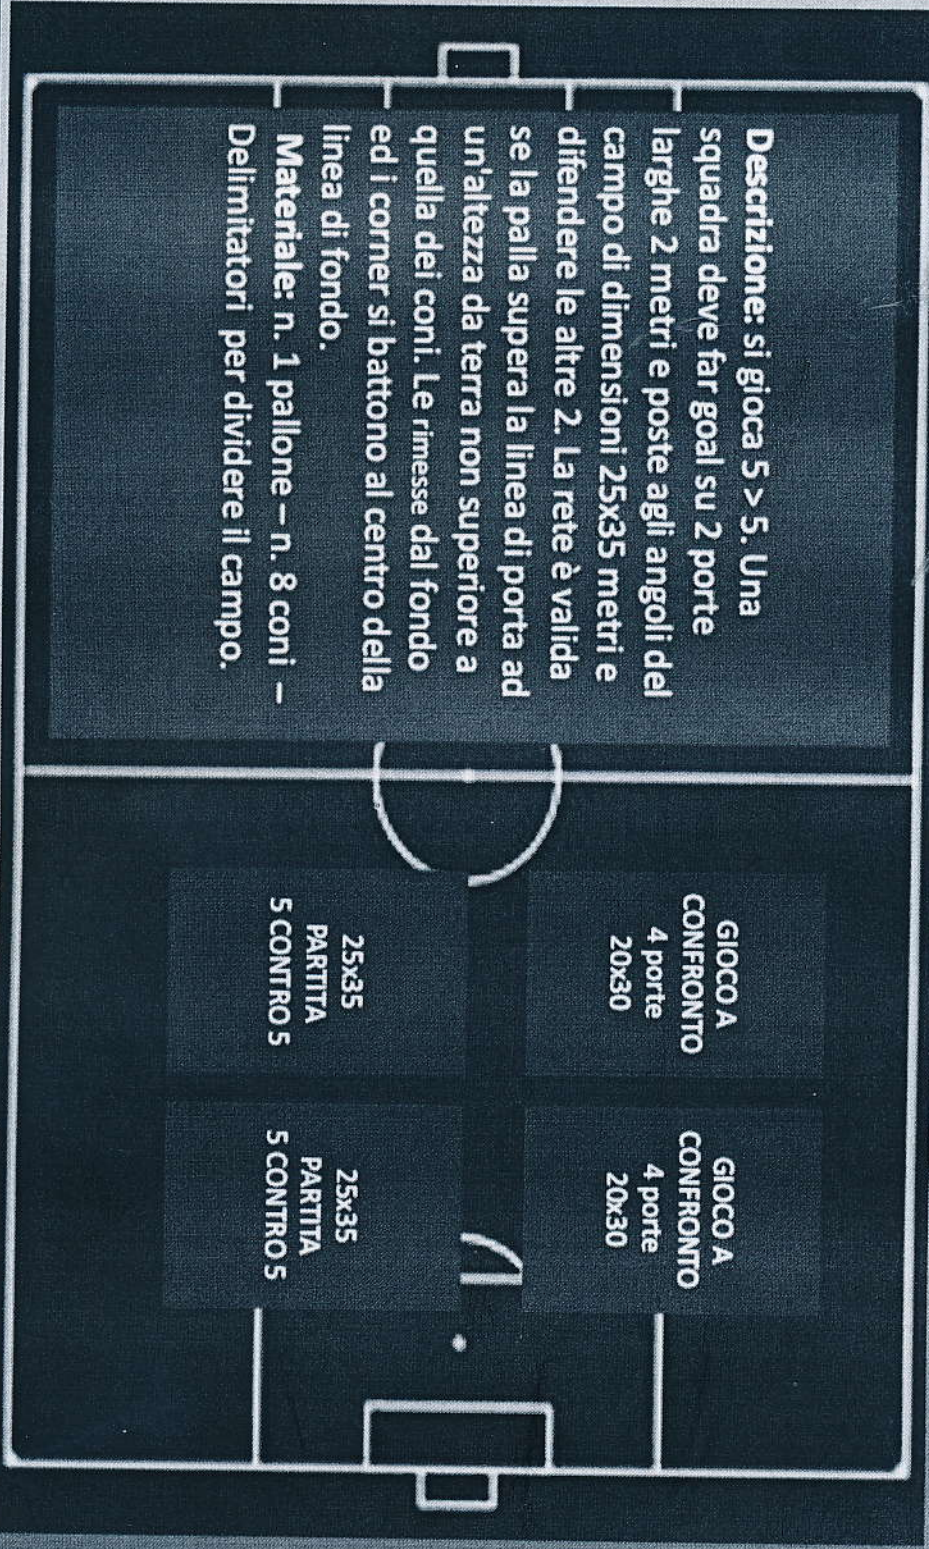 Descrizione: si gioca 5 > 5. Una
squadra deve far goal su 2 porte
larghe 2 metri e poste agli angoli del
campo di dimensioni 25x35 metri e
difendere le altre 2. La rete è valida
se la palla supera la linea di porta ad
un'altezza da terra non superiore a
quella dei coni. Le rimesse dal fondo
ed i corner si battono al centro della
linea di fondo.
Materiale: n. 1 pallone – n. 8 coni –
Delimitatori per dividere il campo.
GIOCO A
CONFRONTO
4 porte
20x30
GIOCO A
CONFRONTO
4 porte
20x30
25x35
PARTITA
5 CONTRO 5
25x35
PARTITA
5 CONTRO 5